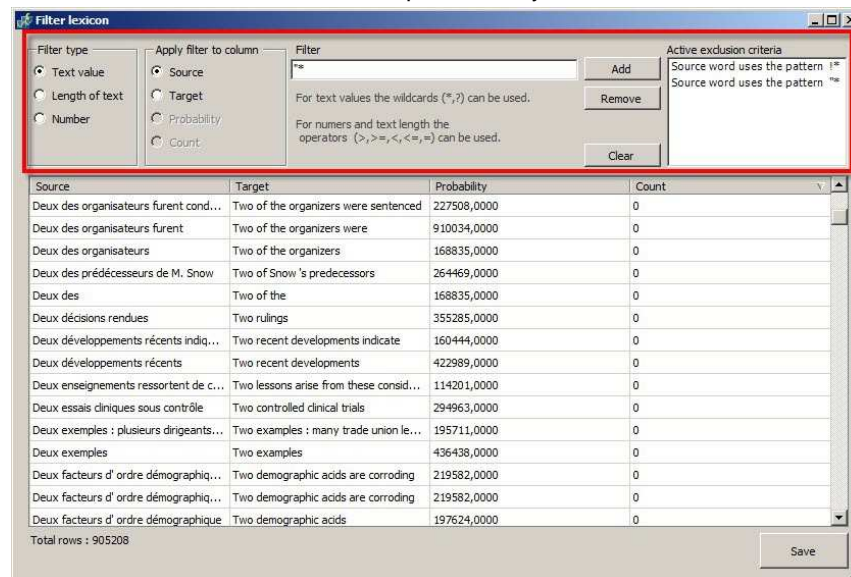 Filter lexicon
Filter type
Text value
Length of text
Number
Apply filter to column
Source
Target
Probability
Count
Filter
"*
For text values the wildcards (*,?) can be used.
For numers and text length the
operators (>,>=,<,<=,=) can be used.
Add
Remove
Clear
Active exclusion criteria
Source word uses the pattern !*
Source word uses the pattern "*
Source Target Probability Count
Deux des organisateurs furent cond... Two of the organizers were sentenced 227508,0000 0
Deux des organisateurs furent Two of the organizers were 910034,0000 0
Deux des organisateurs Two of the organizers 168835,0000 0
Deux des prédécesseurs de M. Snow Two of Snow 's predecessors 264469,0000 0
Deux des Two of the 168835,0000 0
Deux décisions rendues Two rulings 355285,0000 0
Deux développements récents indiq... Two recent developments indicate 160444,0000 0
Deux développements récents Two recent developments 422989,0000 0
Deux enseignements ressortent de c... Two lessons arise from these consid... 114201,0000 0
Deux essais cliniques sous contrôle Two controlled clinical trials 294963,0000 0
Deux exemples : plusieurs dirigeants... Two examples : many trade union le... 195711,0000 0
Deux exemples Two examples 436438,0000 0
Deux facteurs d' ordre démographiq... Two demographic acids are corroding 219582,0000 0
Deux facteurs d' ordre démographiq... Two demographic acids are corroding 219582,0000 0
Deux facteurs d' ordre démographique Two demographic acids 197624,0000 0
Total rows : 905208
Save